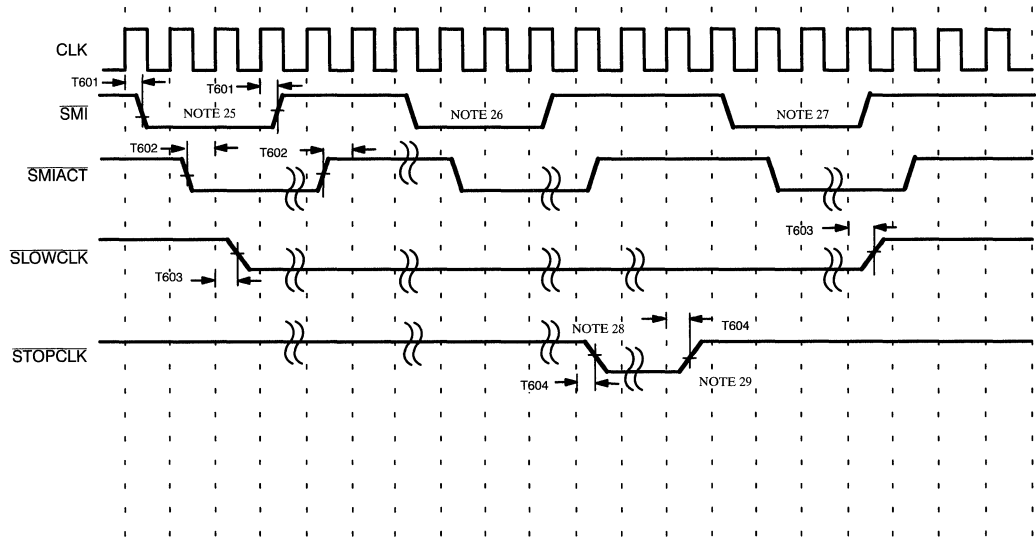 CLK
T601
T601
SMI
NOTE 25
NOTE 26
NOTE 27
T602
T602
SMIACT
T603
SLOWCLK
T603
NOTE 28
T604
STOPCLK
T604
NOTE 29